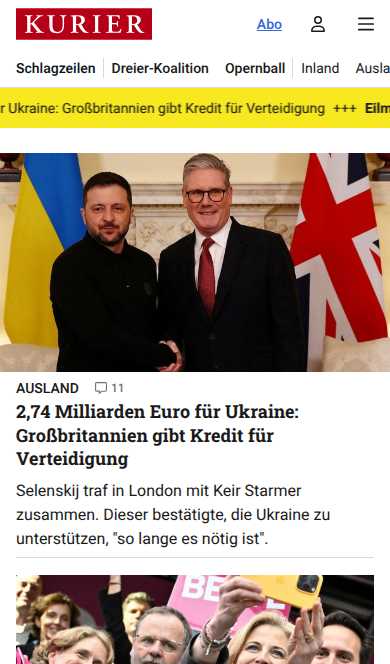 KURIER
Abo
Schlagzeilen Dreier-Koalition Opernball Inland Ausla
r Ukraine: Großbritannien gibt Kredit für Verteidigung +++ Eilm
AUSLAND 11
2,74 Milliarden Euro für Ukraine:
Großbritannien gibt Kredit für
Verteidigung
Selenskij traf in London mit Keir Starmer
zusammen. Dieser bestätigte, die Ukraine zu
unterstützen, "so lange es nötig ist".